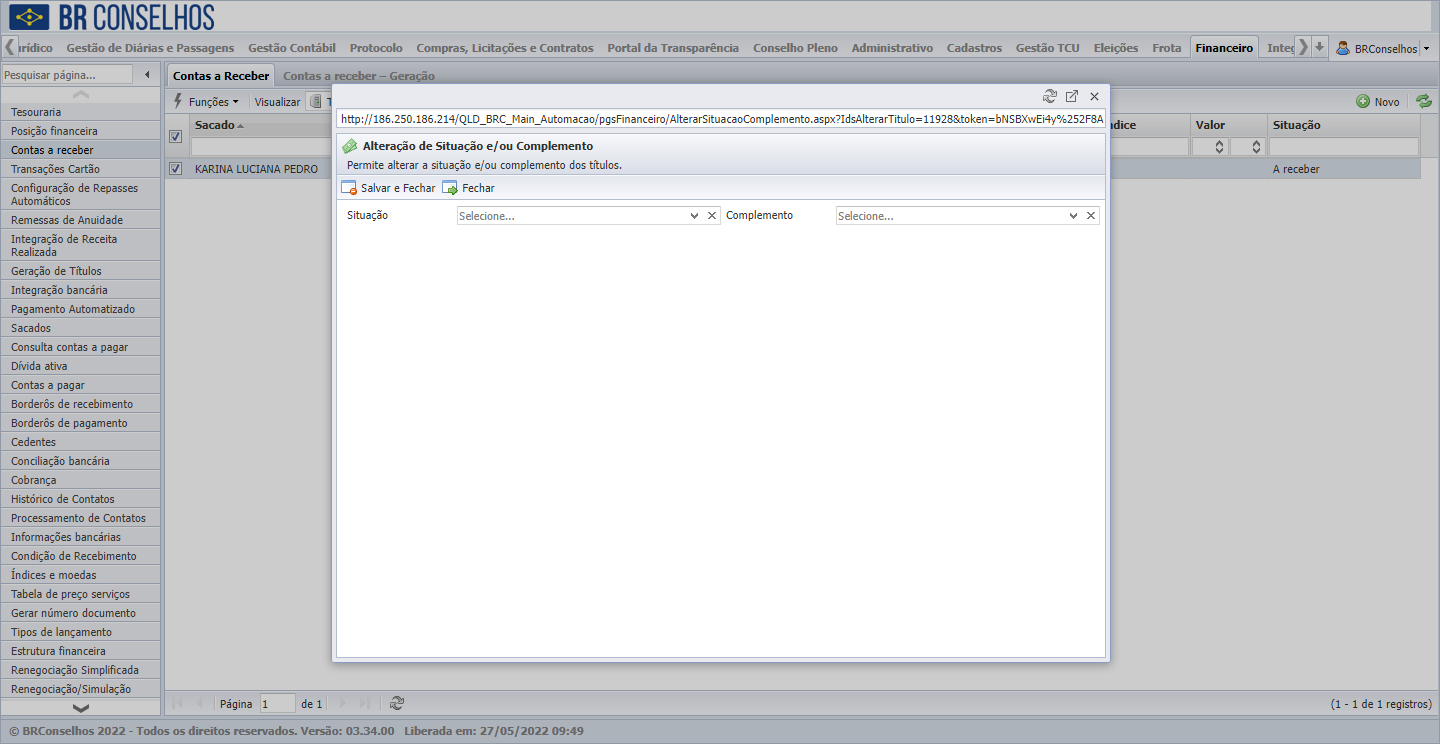 BR CONSELHOS
urídico Gestão de Diárias e Passagens Gestão Contábil Protocolo Compras, Licitações e Contratos Portal da Transparência Conselho Pleno Administrativo Cadastros Gestão TCU Eleições Frota Financeiro Inte BRConselhos
Pesquisar página...
Tesouraria
Posição financeira
Contas a receber
Transações Cartão
Configuração de Repasses
Automáticos
Remessas de Anuidade
Integração de Receita
Realizada
Geração de Títulos
Integração bancária
Pagamento Automatizado
Sacados
Consulta contas a pagar
Dívida ativa
Contas a pagar
Borderôs de recebimento
Borderôs de pagamento
Cedentes
Conciliação bancária
Cobrança
Histórico de Contatos
Processamento de Contatos
Informações bancárias
Condição de Recebimento
Índices e moedas
Tabela de preço serviços
Gerar número documento
Tipos de lançamento
Estrutura financeira
Renegociação Simplificada
Renegociação/Simulação
Contas a Receber Contas a receber – Geração
Funções Visualizar T Novo
Sacado dice Valor Situação
KARINA LUCIANA PEDRO A receber
http://186.250.186.214/QLD_BRC_Main_Automacao/pgsFinanceiro/AlterarSituacaoComplemento.aspx?IdsAlterarTitulo=11928&token=bNSBXwEi4y%252F8A
Alteração de Situação e/ou Complemento
Permite alterar a situação e/ou complemento dos títulos.
Salvar e Fechar Fechar
Situação Selecione... Complemento Selecione...
Página 1 de 1 (1 - 1 de 1 registros)
© BRConselhos 2022 - Todos os direitos reservados. Versão: 03.34.00 Liberada em: 27/05/2022 09:49